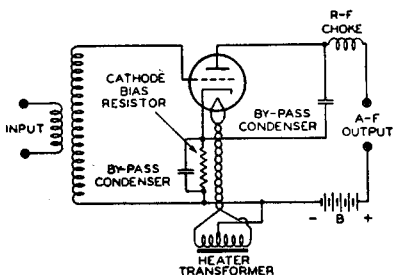 R-F
CHOKE
CATHODE
BIAS
RESISTOR
BY-PASS
CONDENSER
INPUT
A-F
OUTPUT
BY-PASS
CONDENSER
- B +
HEATER
TRANSFORMER